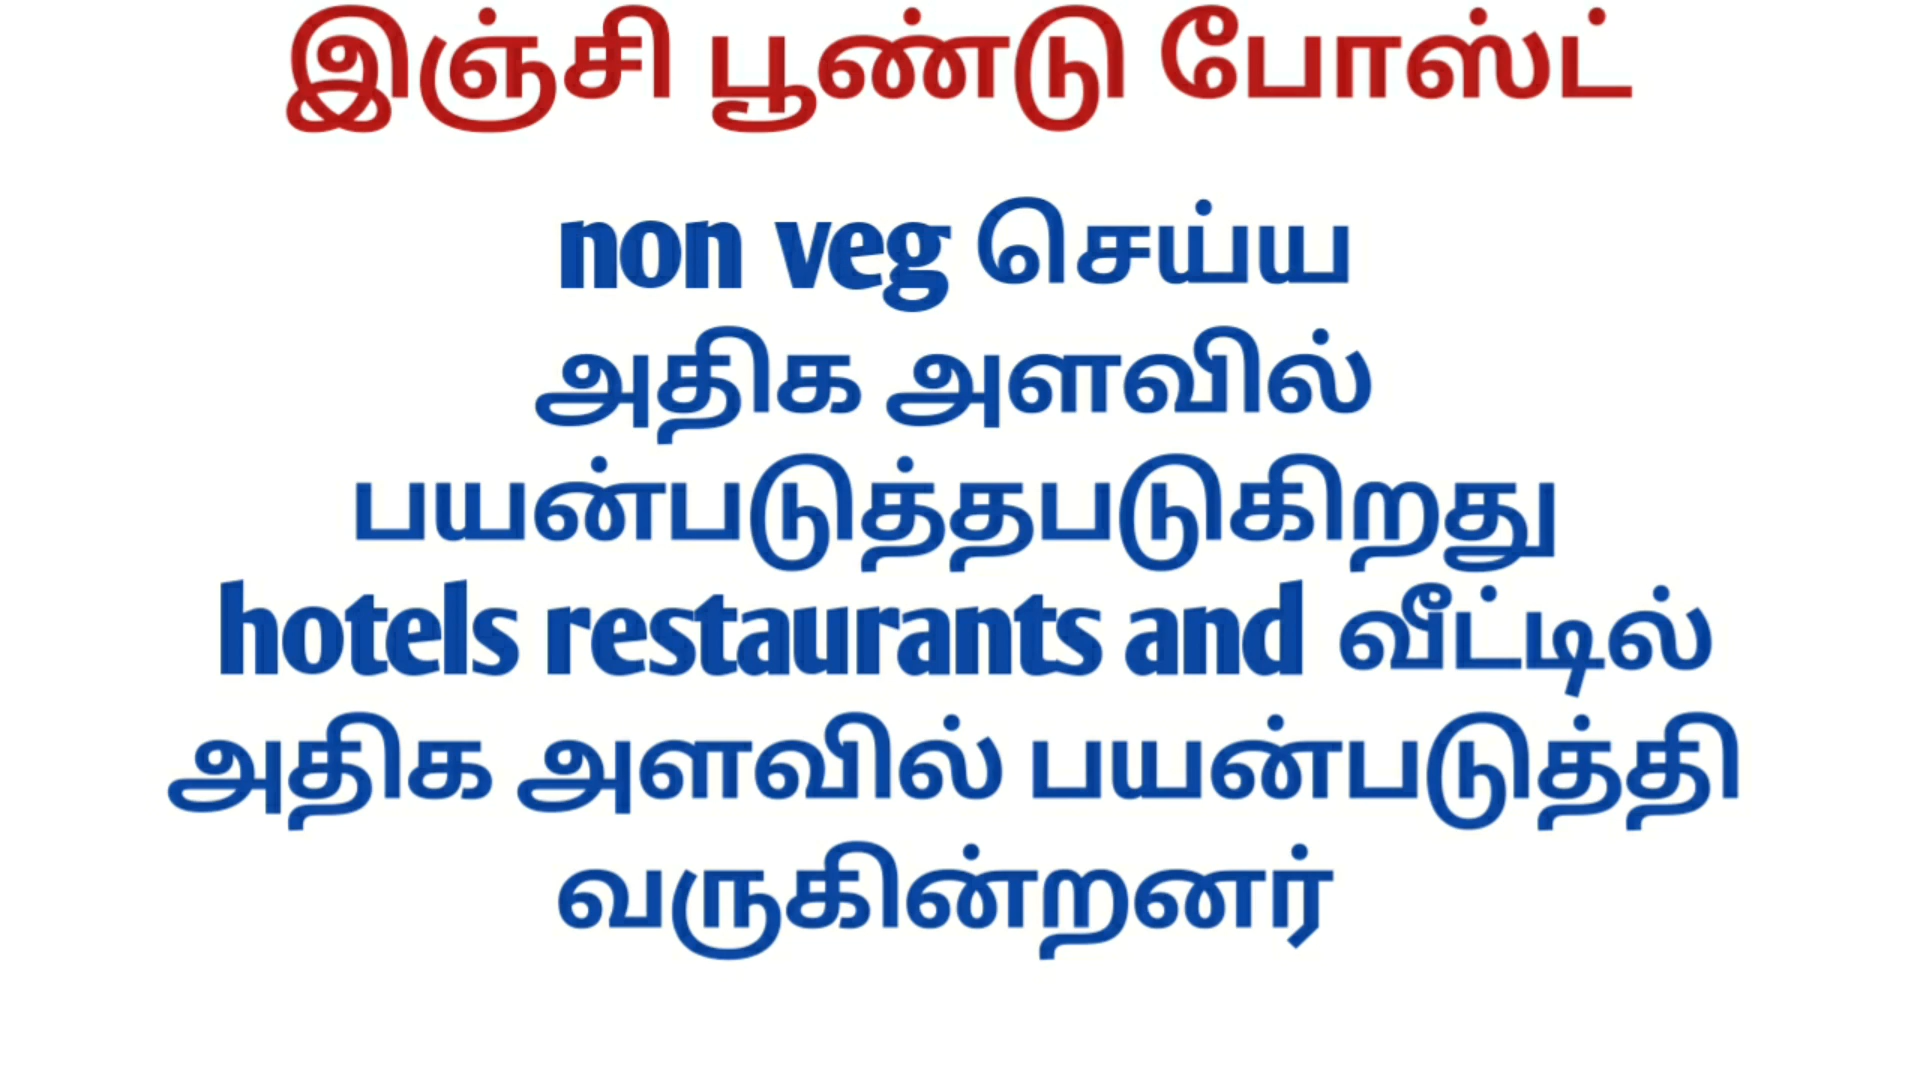 இஞ்சி பூண்டு போஸ்ட்
non veg செய்ய
அதிக அளவில்
பயன்படுத்தபடுகிறது
hotels restaurants and வீட்டில்
அதிக அளவில் பயன்படுத்தி
வருகின்றனர்